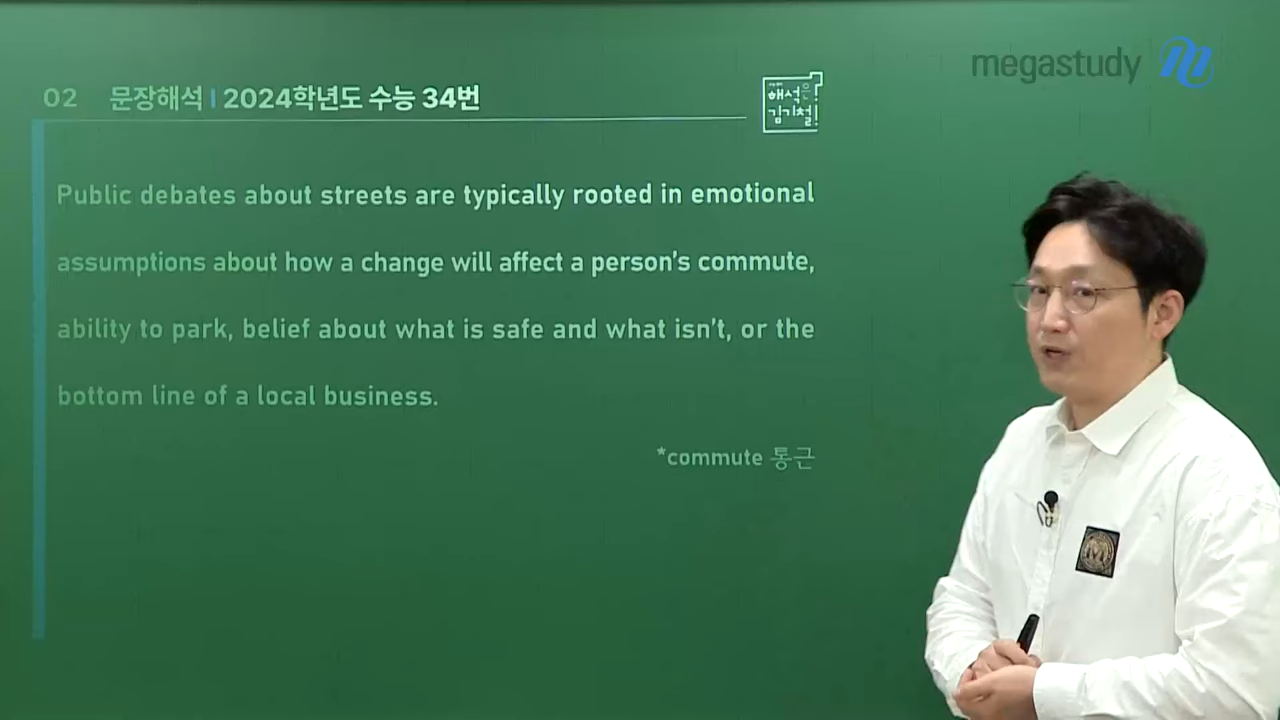 megastudy
02 문장해석 | 2024학년도 수능 34번
해석은?
김기철!
Public debates about streets are typically rooted in emotional
assumptions about how a change will affect a person's commute,
ability to park, belief about what is safe and what isn't, or the
bottom line of a local business.
*commute 통근
M